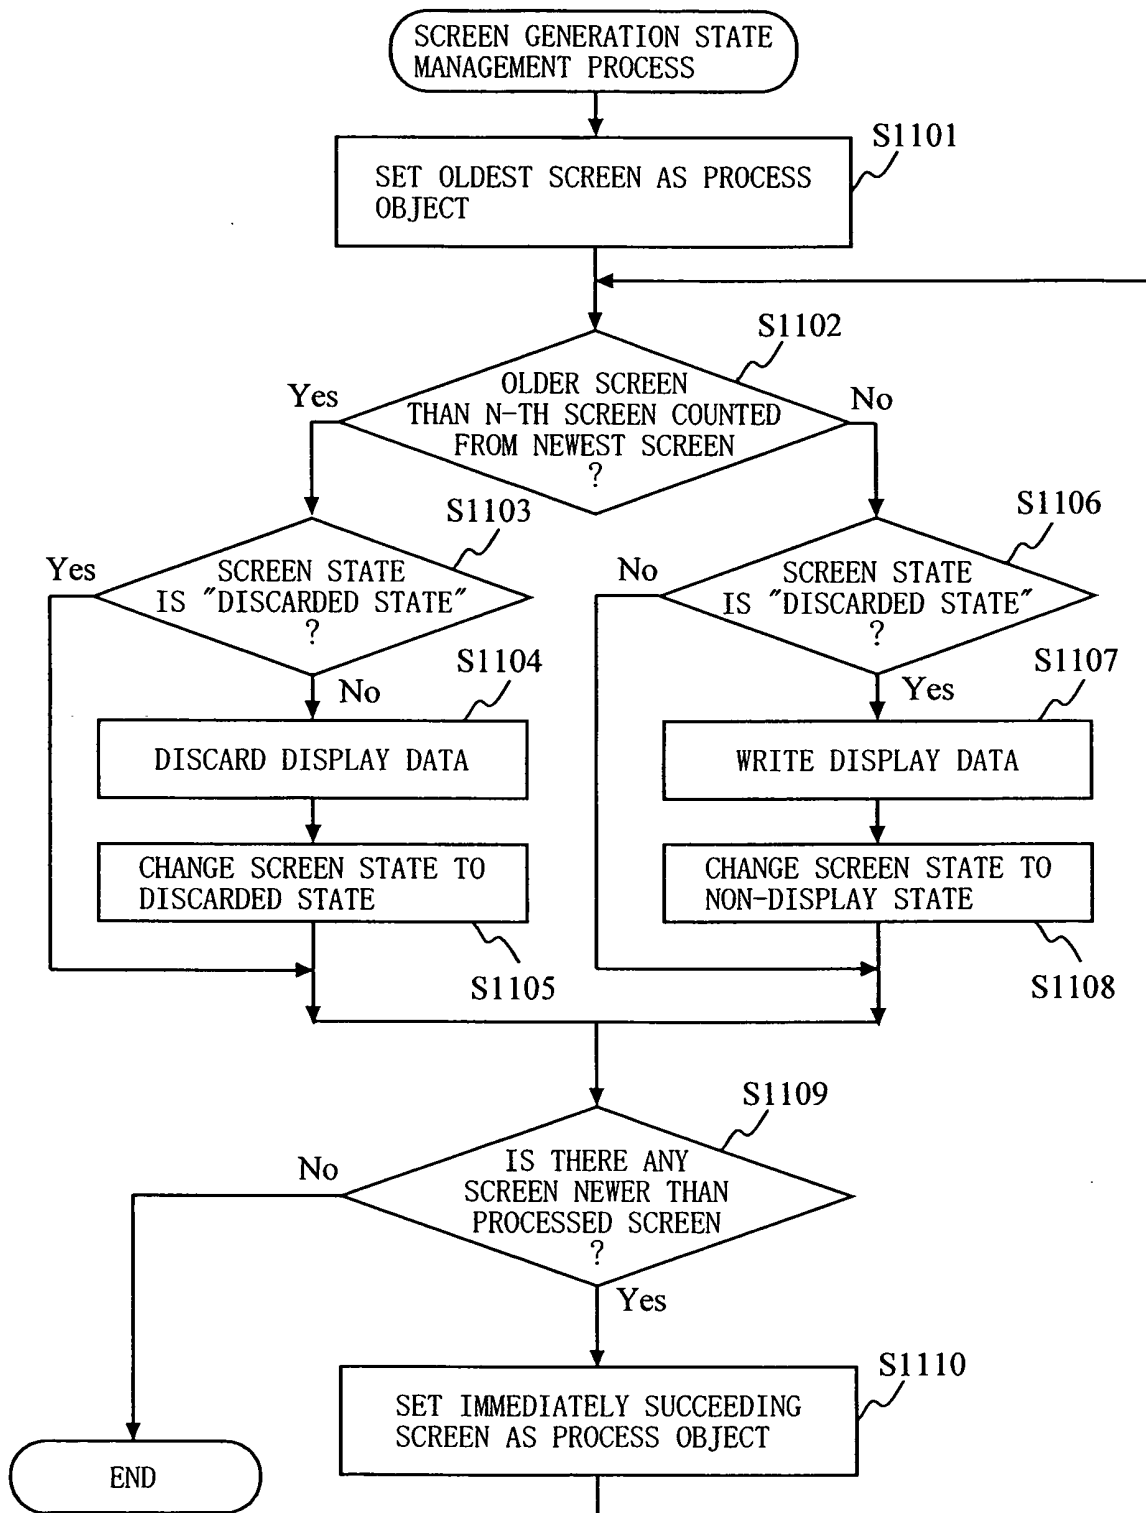 SCREEN GENERATION STATE
MANAGEMENT PROCESS
S1101
SET OLDEST SCREEN AS PROCESS
OBJECT
S1102
OLDER SCREEN
THAN N-TH SCREEN COUNTED
FROM NEWEST SCREEN
?
Yes
No
S1103
SCREEN STATE
IS "DISCARDED STATE"
?
Yes
No
S1104
DISCARD DISPLAY DATA
CHANGE SCREEN STATE TO
DISCARDED STATE
S1105
S1106
SCREEN STATE
IS "DISCARDED STATE"
?
No
Yes
S1107
WRITE DISPLAY DATA
CHANGE SCREEN STATE TO
NON-DISPLAY STATE
S1108
S1109
IS THERE ANY
SCREEN NEWER THAN
PROCESSED SCREEN
?
No
Yes
S1110
SET IMMEDIATELY SUCCEEDING
SCREEN AS PROCESS OBJECT
END